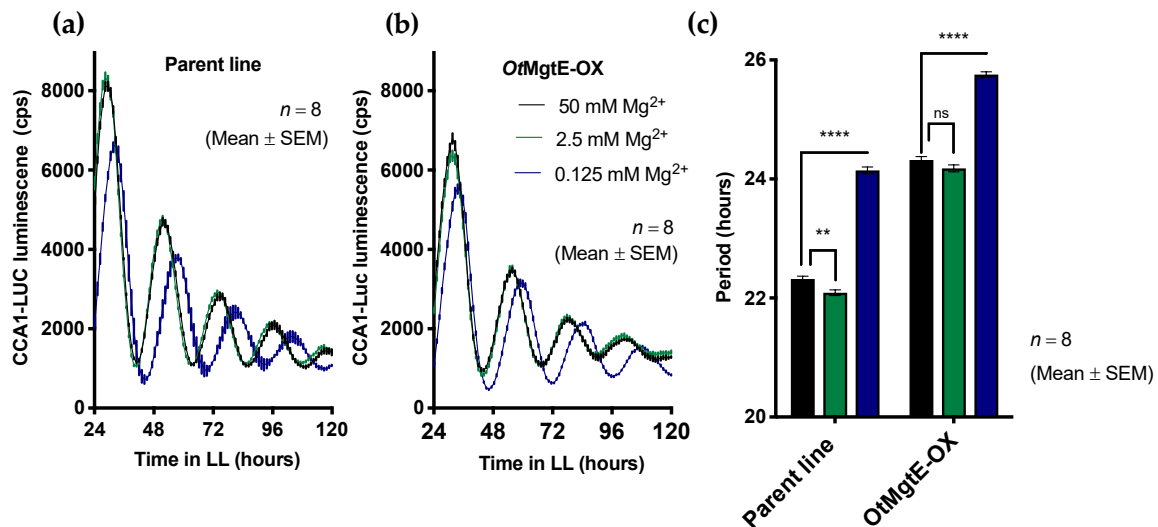 (a)
Parent line
n = 8
(Mean ± SEM)
CCA1-LUC luminescene (cps)
8000
6000
4000
2000
0
24 48 72 96 120
Time in LL (hours)
(b)
OtMgtE-OX
50 mM Mg²⁺
2.5 mM Mg²⁺
0.125 mM Mg²⁺
n = 8
(Mean ± SEM)
CCA1-Luc luminescence (cps)
8000
6000
4000
2000
0
24 48 72 96 120
Time in LL (hours)
(c)
Period (hours)
26
24
22
20
****
**
****
ns
Parent line
OtMgtE-OX
n = 8
(Mean ± SEM)